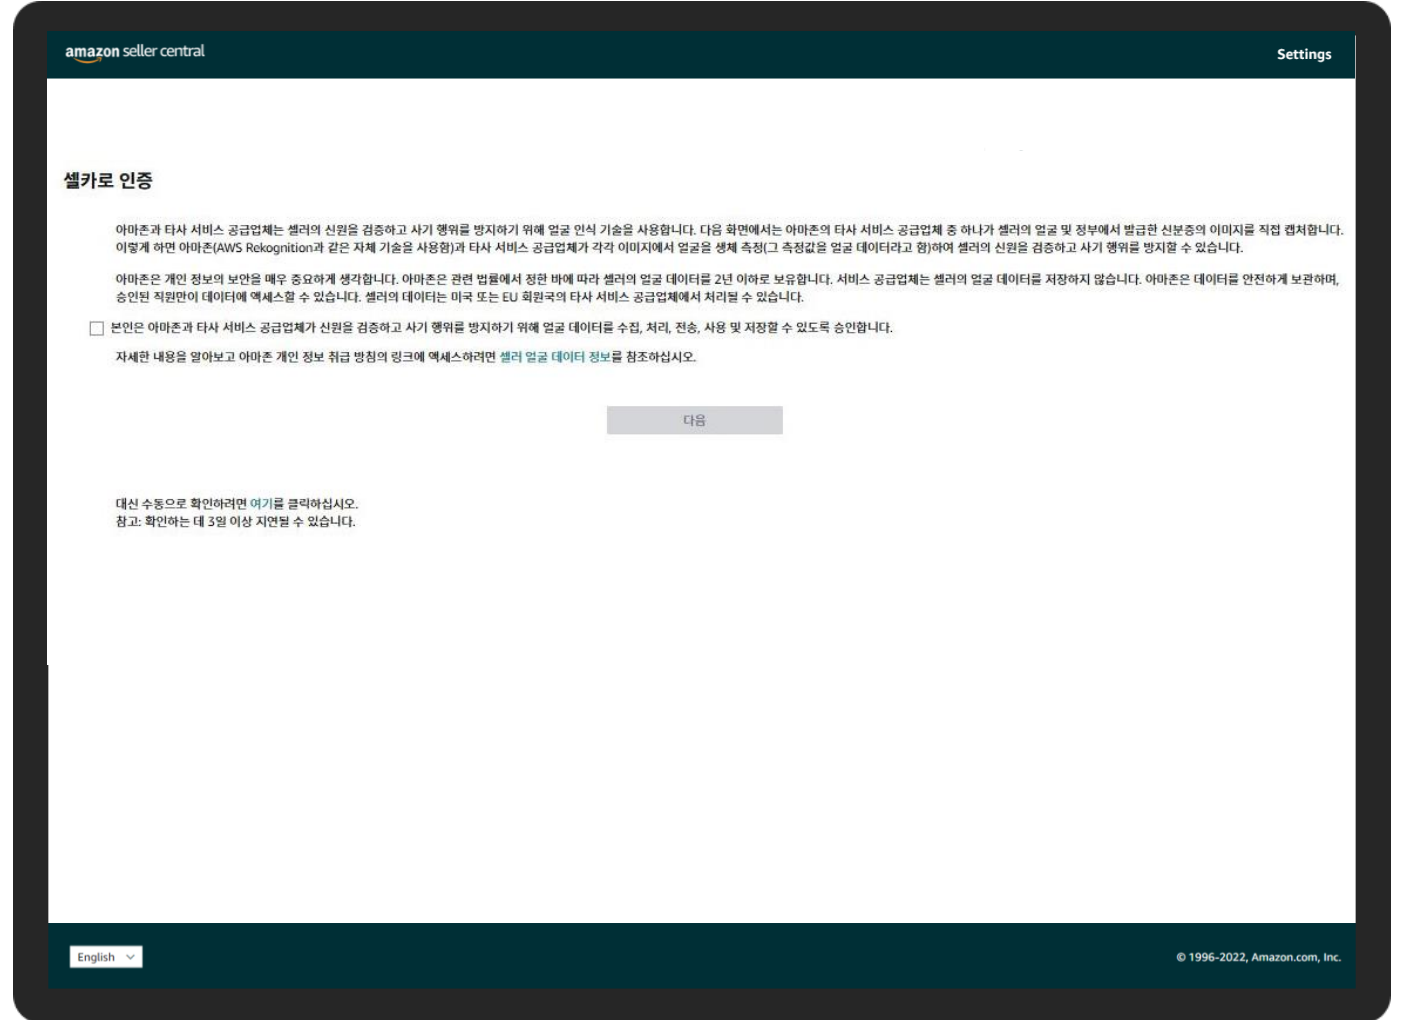 amazon seller central
Settings
셀카로 인증
아마존과 타사 서비스 공급업체는 셀러의 신원을 검증하고 사기 행위를 방지하기 위해 얼굴 인식 기술을 사용합니다. 다음 화면에서는 아마존의 타사 서비스 공급업체 중 하나가 셀러의 얼굴 및 정부에서 발급한 신분증의 이미지를 직접 캡처합니다.
이렇게 하면 아마존(AWS Rekognition과 같은 자체 기술을 사용함)과 타사 서비스 공급업체가 각각 이미지에서 얼굴을 생체 측정(그 측정값을 얼굴 데이터라고 함)하여 셀러의 신원을 검증하고 사기 행위를 방지할 수 있습니다.
아마존은 개인 정보의 보안을 매우 중요하게 생각합니다. 아마존은 관련 법률에서 정한 바에 따라 셀러의 얼굴 데이터를 2년 이하로 보유합니다. 서비스 공급업체는 셀러의 얼굴 데이터를 저장하지 않습니다. 아마존은 데이터를 안전하게 보관하며,
승인된 직원만이 데이터에 액세스할 수 있습니다. 셀러의 데이터는 미국 또는 EU 회원국의 타사 서비스 공급업체에서 처리될 수 있습니다.
본인은 아마존과 타사 서비스 공급업체가 신원을 검증하고 사기 행위를 방지하기 위해 얼굴 데이터를 수집, 처리, 전송, 사용 및 저장할 수 있도록 승인합니다.
자세한 내용을 알아보고 아마존 개인 정보 취급 방침의 링크에 액세스하려면 셀러 얼굴 데이터 정보를 참조하십시오.
다음
대신 수동으로 확인하려면 여기를 클릭하십시오.
참고: 확인하는 데 3일 이상 지연될 수 있습니다.
English
© 1996-2022, Amazon.com, Inc.